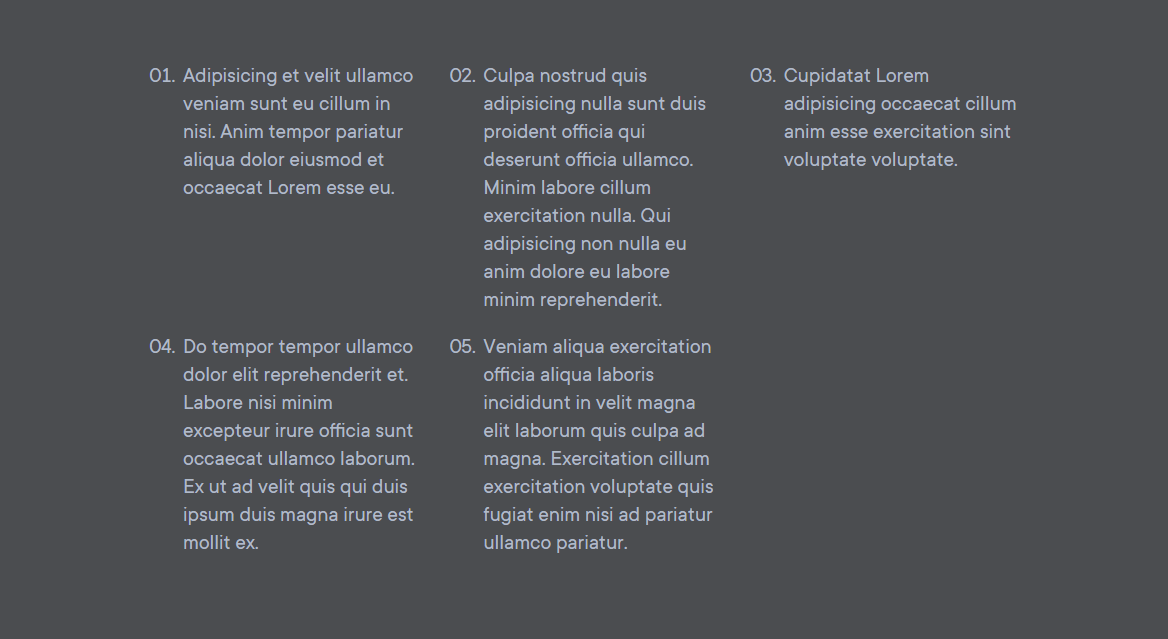 01. Adipisicing et velit ullamco
veniam sunt eu cillum in
nisi. Anim tempor pariatur
aliqua dolor eiusmod et
occaecat Lorem esse eu.
02. Culpa nostrud quis
adipisicing nulla sunt duis
proident officia qui
deserunt officia ullamco.
Minim labore cillum
exercitation nulla. Qui
adipisicing non nulla eu
anim dolore eu labore
minim reprehenderit.
03. Cupidatat Lorem
adipisicing occaecat cillum
anim esse exercitation sint
voluptate voluptate.
04. Do tempor tempor ullamco
dolor elit reprehenderit et.
Labore nisi minim
excepteur irure officia sunt
occaecat ullamco laborum.
Ex ut ad velit quis qui duis
ipsum duis magna irure est
mollit ex.
05. Veniam aliqua exercitation
officia aliqua laboris
incididunt in velit magna
elit laborum quis culpa ad
magna. Exercitation cillum
exercitation voluptate quis
fugiat enim nisi ad pariatur
ullamco pariatur.